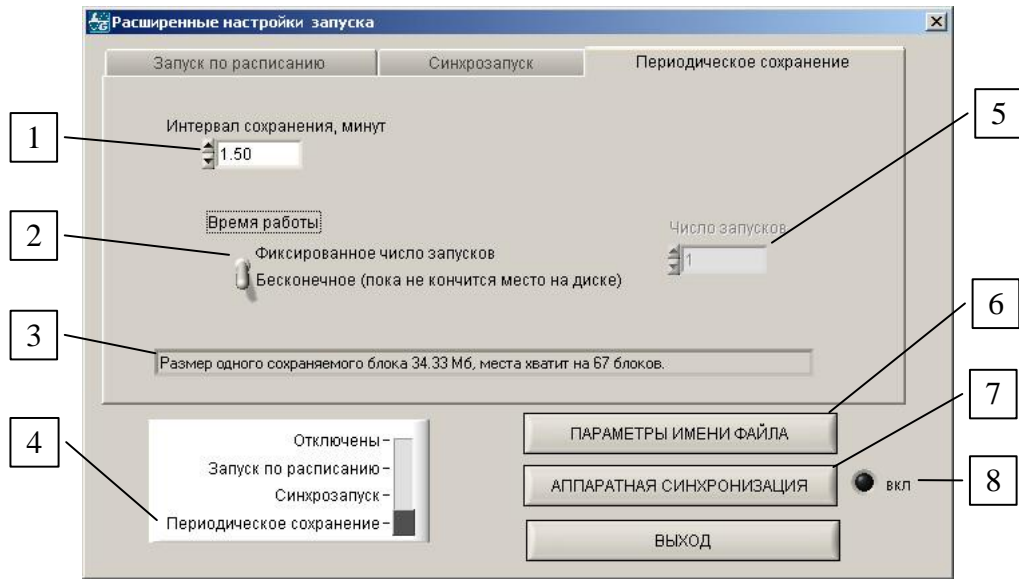 Расширенные настройки запуска
Запуск по расписанию
Синхрозапуск
Периодическое сохранение
1
Интервал сохранения, минут
1.50
5
2
Время работы
Фиксированное число запусков
Бесконечное (пока не кончится место на диске)
Число запусков
1
6
3
Размер одного сохраняемого блока 34.33 Мб, места хватит на 67 блоков.
7
4
Отключены
Запуск по расписанию
Синхрозапуск
Периодическое сохранение
ПАРАМЕТРЫ ИМЕНИ ФАЙЛА
АППАРАТНАЯ СИНХРОНИЗАЦИЯ
вкл
8
ВЫХОД